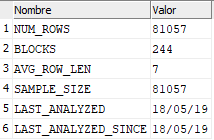 Nombre Valor
1 NUM_ROWS 81057
2 BLOCKS 244
3 AVG_ROW_LEN 7
4 SAMPLE_SIZE 81057
5 LAST_ANALYZED 18/05/19
6 LAST_ANALYZED_SINCE 18/05/19